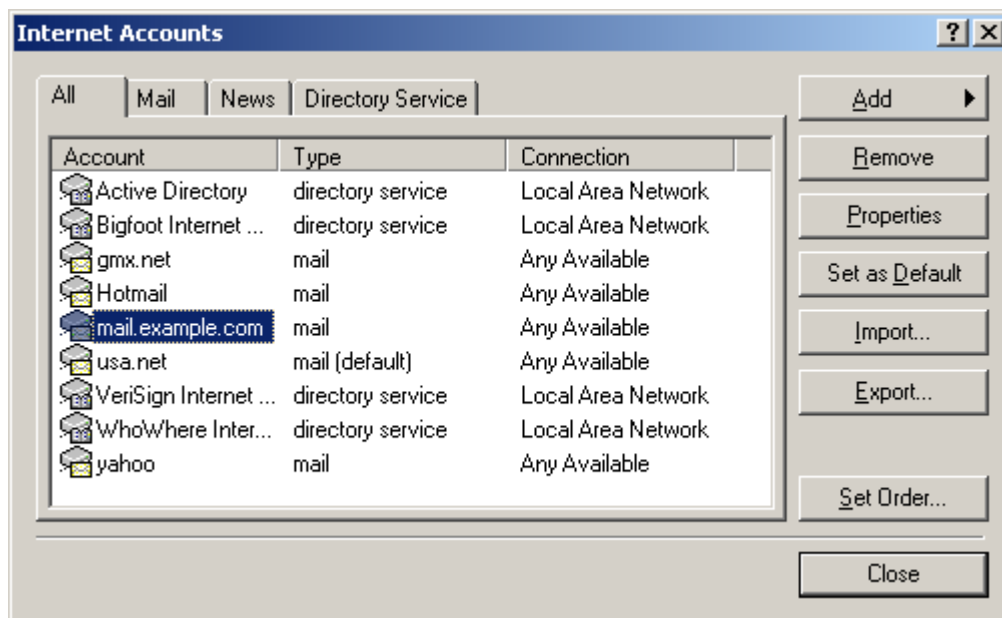 Internet Accounts
All Mail News Directory Service
Add
Account Type Connection
Remove
Active Directory directory service Local Area Network
Bigfoot Internet ... directory service Local Area Network
Properties
gmx.net mail Any Available
Set as Default
Hotmail mail Any Available
mail.example.com mail Any Available
Import...
usa.net mail (default) Any Available
VeriSign Internet ... directory service Local Area Network
Export...
WhoWhere Inter... directory service Local Area Network
yahoo mail Any Available
Set Order...
Close